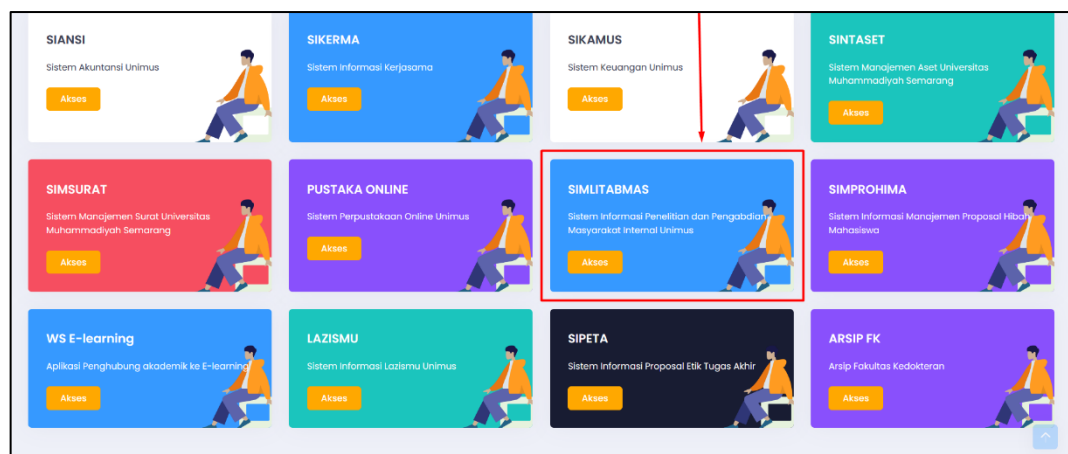 SIANSI
Sistem Akuntansi Unimus
Akses
SIKERMA
Sistem Informasi Kerjasama
Akses
SIKAMUS
Sistem Keuangan Unimus
Akses
SINTASET
Sistem Manajemen Aset Universitas
Muhammadiyah Semarang
Akses
SIMSURAT
Sistem Manajemen Surat Universitas
Muhammadiyah Semarang
Akses
PUSTAKA ONLINE
Sistem Perpustakaan Online Unimus
Akses
SIMLITABMAS
Sistem Informasi Penelitian dan Pengabdian
Masyarakat Internal Unimus
Akses
SIMPROHIMA
Sistem Informasi Manajemen Proposal Hibah
Mahasiswa
Akses
WS E-learning
Aplikasi Penghubung akademik ke E-learning
Akses
LAZISMU
Sistem Informasi Lazismu Unimus
Akses
SIPETA
Sistem Informasi Proposal Etik Tugas Akhir
Akses
ARSIP FK
Arsip Fakultas Kedokteran
Akses